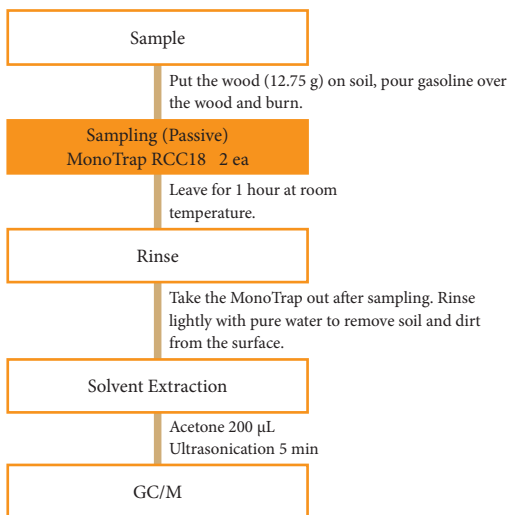 Sample
Put the wood (12.75 g) on soil, pour gasoline over
the wood and burn.
Sampling (Passive)
MonoTrap RCC18 2 ea
Leave for 1 hour at room
temperature.
Rinse
Take the MonoTrap out after sampling. Rinse
lightly with pure water to remove soil and dirt
from the surface.
Solvent Extraction
Acetone 200 μL
Ultrasonication 5 min
GC/M